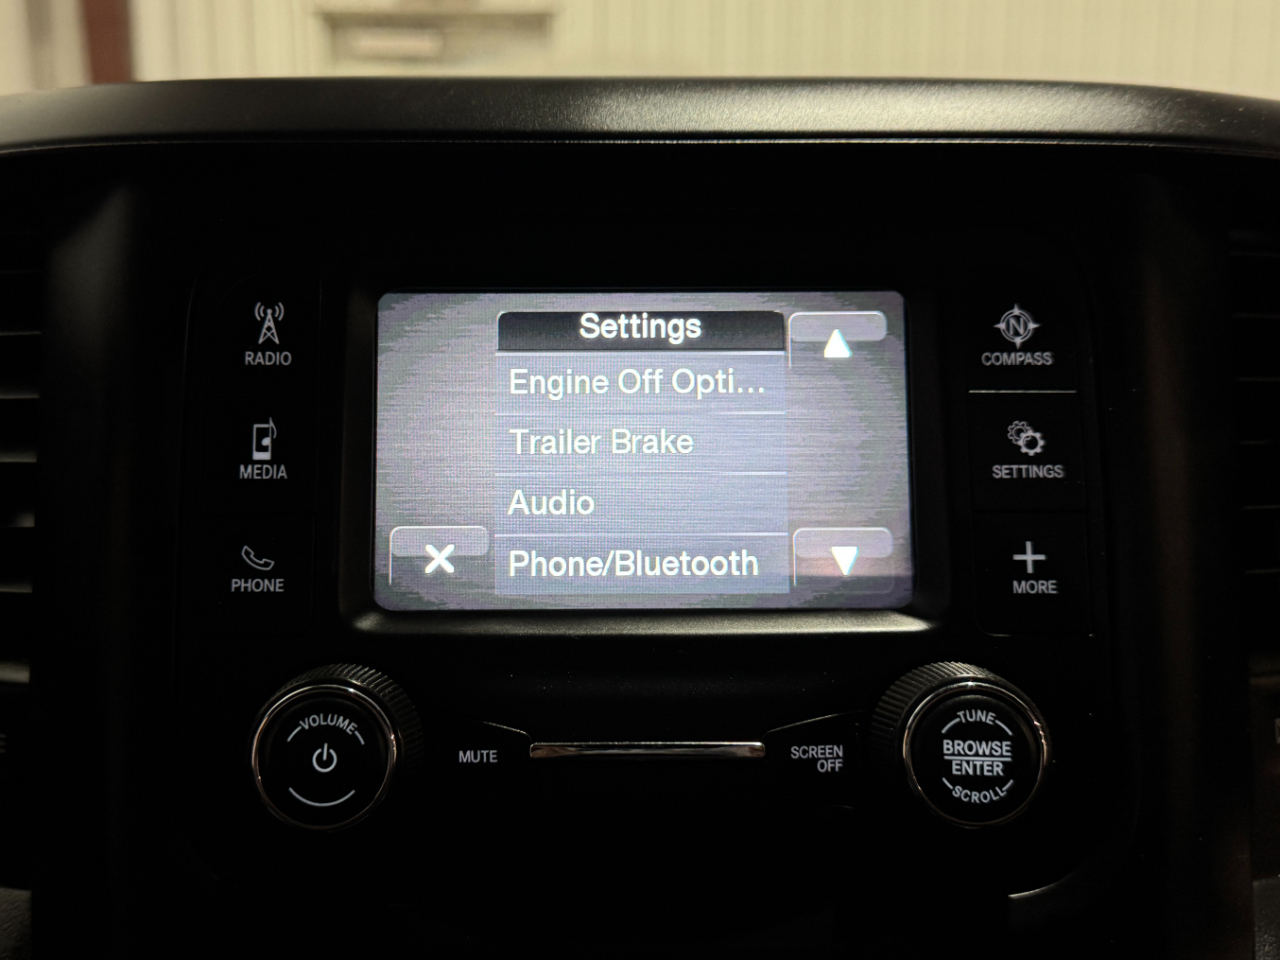 Settings
Engine Off Opti...
Trailer Brake
Audio
Phone/Bluetooth
RADIO
MEDIA
PHONE
N
COMPASS
SETTINGS
MORE
VOLUME
MUTE
SCREEN
OFF
TUNE
BROWSE
ENTER
SCROLL